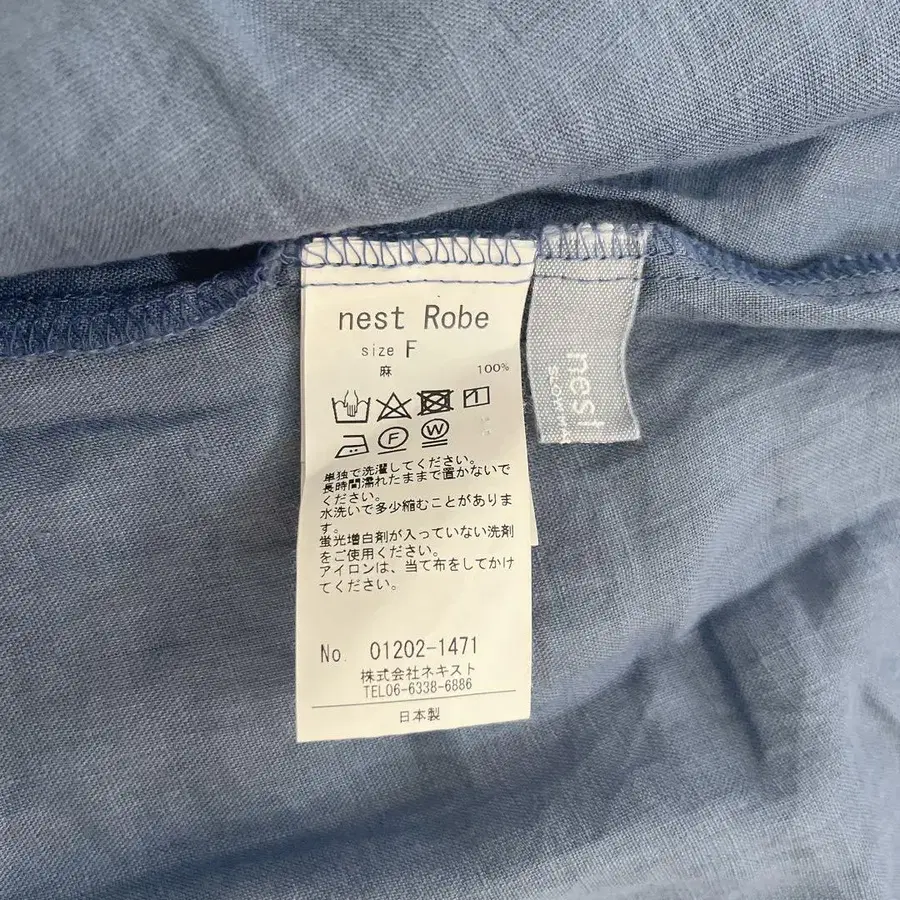 nest Robe
size F
麻 100%
F W
単独で洗濯してください。
長時間濡れたままで置かないで
ください。
水洗いで多少縮むことがありま
す。
蛍光増白剤が入っていない洗剤
をご使用ください。
アイロンは、当て布をしてかけ
てください。
No. 01202-1471
株式会社ネキスト
TEL06-6338-6886
日本製
nest